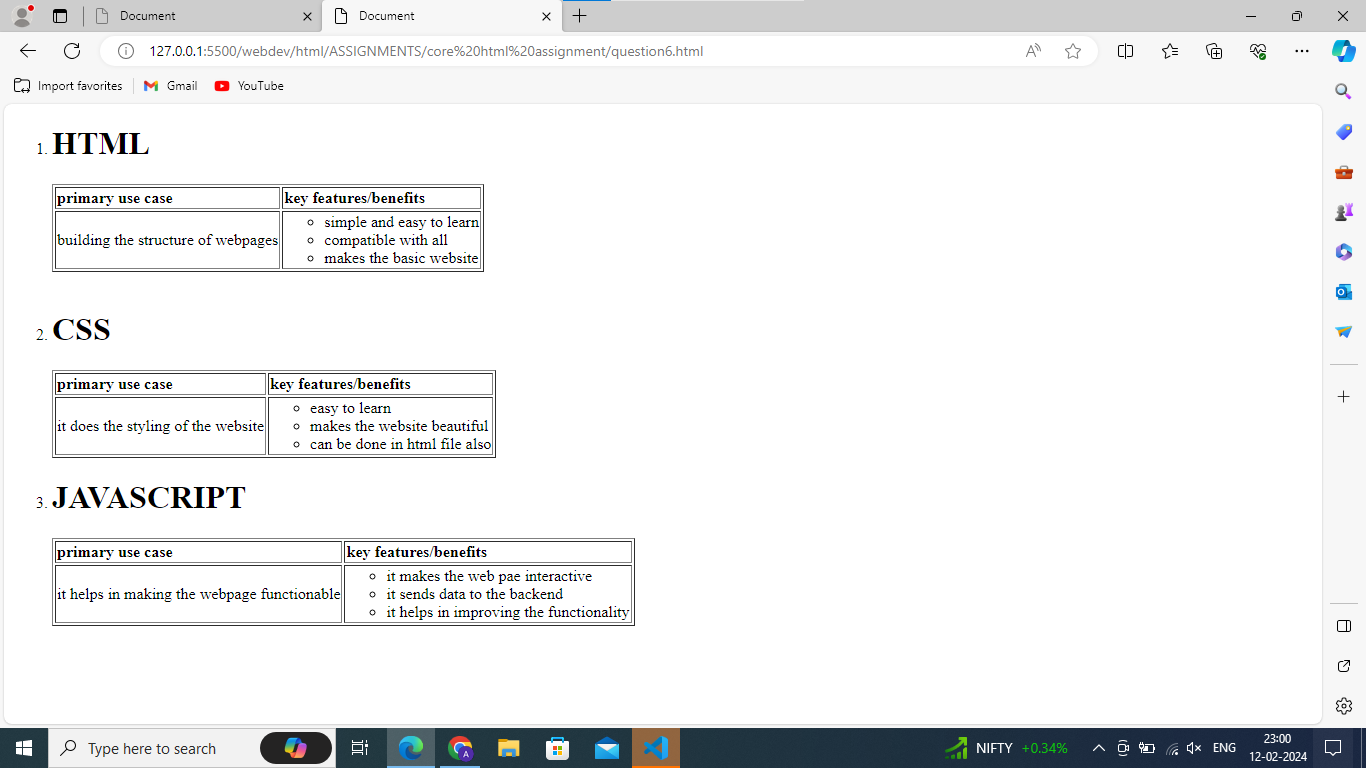 Document
Document
127.0.0.1:5500/webdev/html/ASSIGNMENTS/core%20html%20assignment/question6.html
Import favorites Gmail YouTube
1. HTML
primary use case key features/benefits
building the structure of webpages
simple and easy to learn
compatible with all
makes the basic website
2. CSS
primary use case key features/benefits
it does the styling of the website
easy to learn
makes the website beautiful
can be done in html file also
3. JAVASCRIPT
primary use case key features/benefits
it helps in making the webpage functionable
it makes the web pae interactive
it sends data to the backend
it helps in improving the functionality
Type here to search
NIFTY +0.34%
ENG
23:00
12-02-2024